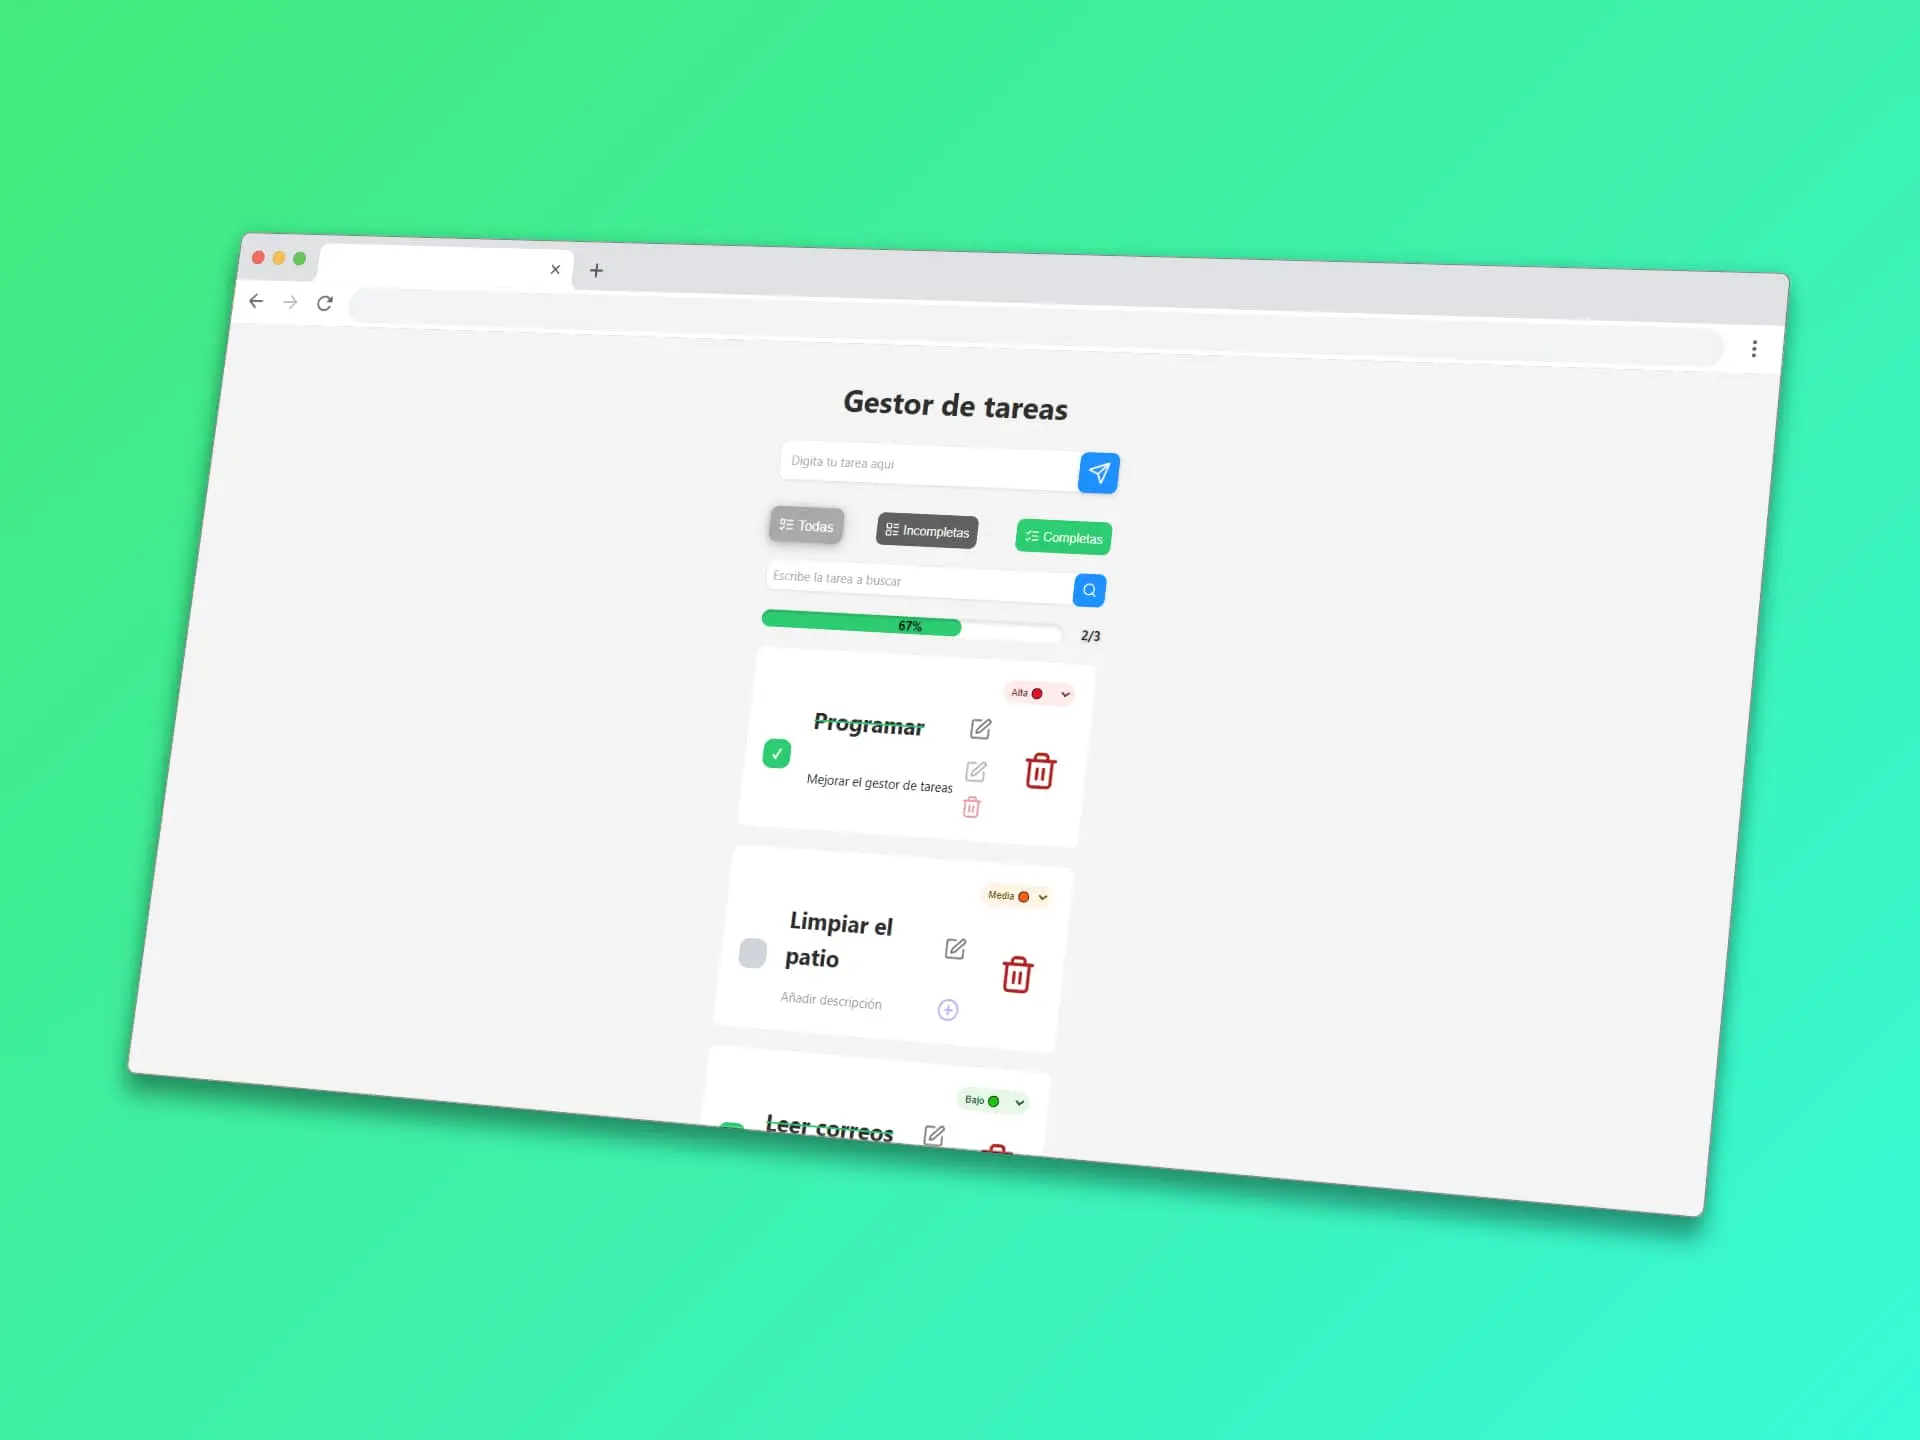 Gestor de tareas
Digita tu tarea aqui
Todas
Incompletas
Completas
Escribe la tarea a buscar
67%
2/3
Alta
Programar
Mejorar el gestor de tareas
Media
Limpiar el
patio
Añadir descripción
Bajo
Leer correos